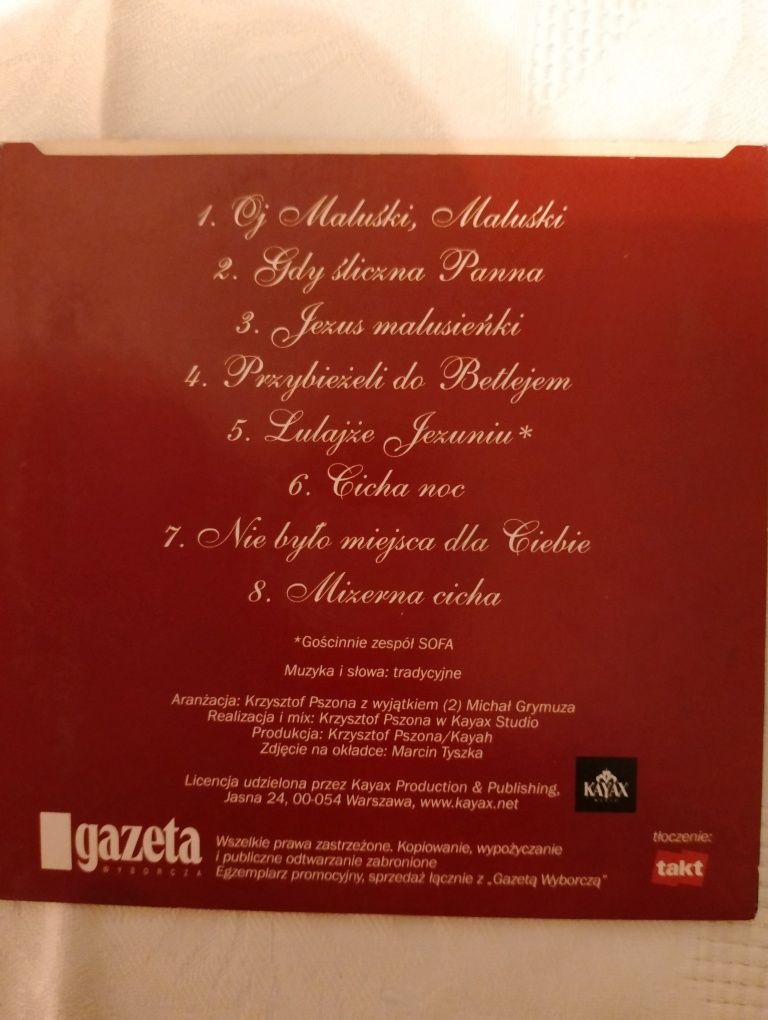 1. Oj Maluśki, Maluśki
2. Gdy śliczna Panna
3. Jezus malusieńki
4. Przybieżeli do Betlejem
5. Lulajże Jezuniu*
6. Cicha noc
7. Nie było miejsca dla Ciebie
8. Mizerna cicha
*Gościnnie zespół SOFA
Muzyka i słowa: tradycyjne
Aranżacja: Krzysztof Pszona z wyjątkiem (2) Michał Grymuza
Realizacja i mix: Krzysztof Pszona w Kayax Studio
Produkcja: Krzysztof Pszona/Kayah
Zdjęcie na okładce: Marcin Tyszka
Licencja udzielona przez Kayax Production & Publishing,
Jasna 24, 00-054 Warszawa, www.kayax.net
KAYAX
gazeta
WYBORCZA
Wszelkie prawa zastrzeżone. Kopiowanie, wypożyczanie
i publiczne odtwarzanie zabronione
Egzemplarz promocyjny, sprzedaż łącznie z „Gazetą Wyborczą"
tłoczenie:
takt